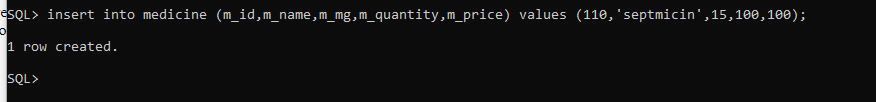 SQL> insert into medicine (m_id,m_name,m_mg,m_quantity,m_price) values (110,'septmicin',15,100,100);
1 row created.
SQL>